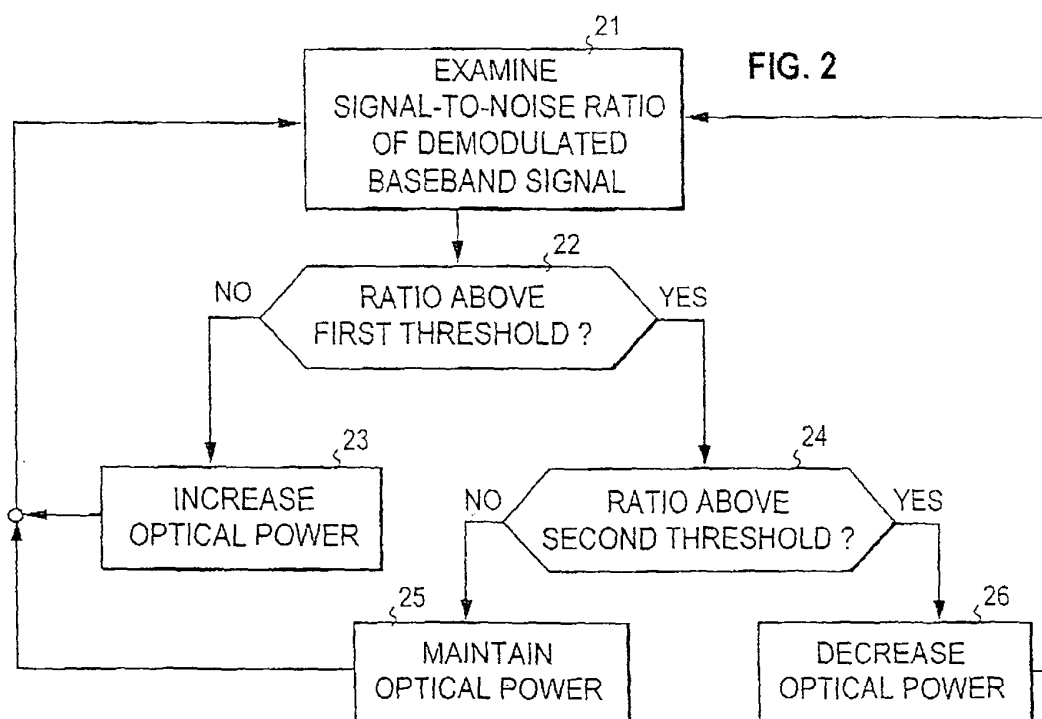 21
FIG. 2
EXAMINE
SIGNAL-TO-NOISE RATIO
OF DEMODULATED
BASEBAND SIGNAL
22
NO
RATIO ABOVE
FIRST THRESHOLD ?
YES
23
INCREASE
OPTICAL POWER
24
NO
RATIO ABOVE
SECOND THRESHOLD ?
YES
25
MAINTAIN
OPTICAL POWER
26
DECREASE
OPTICAL POWER